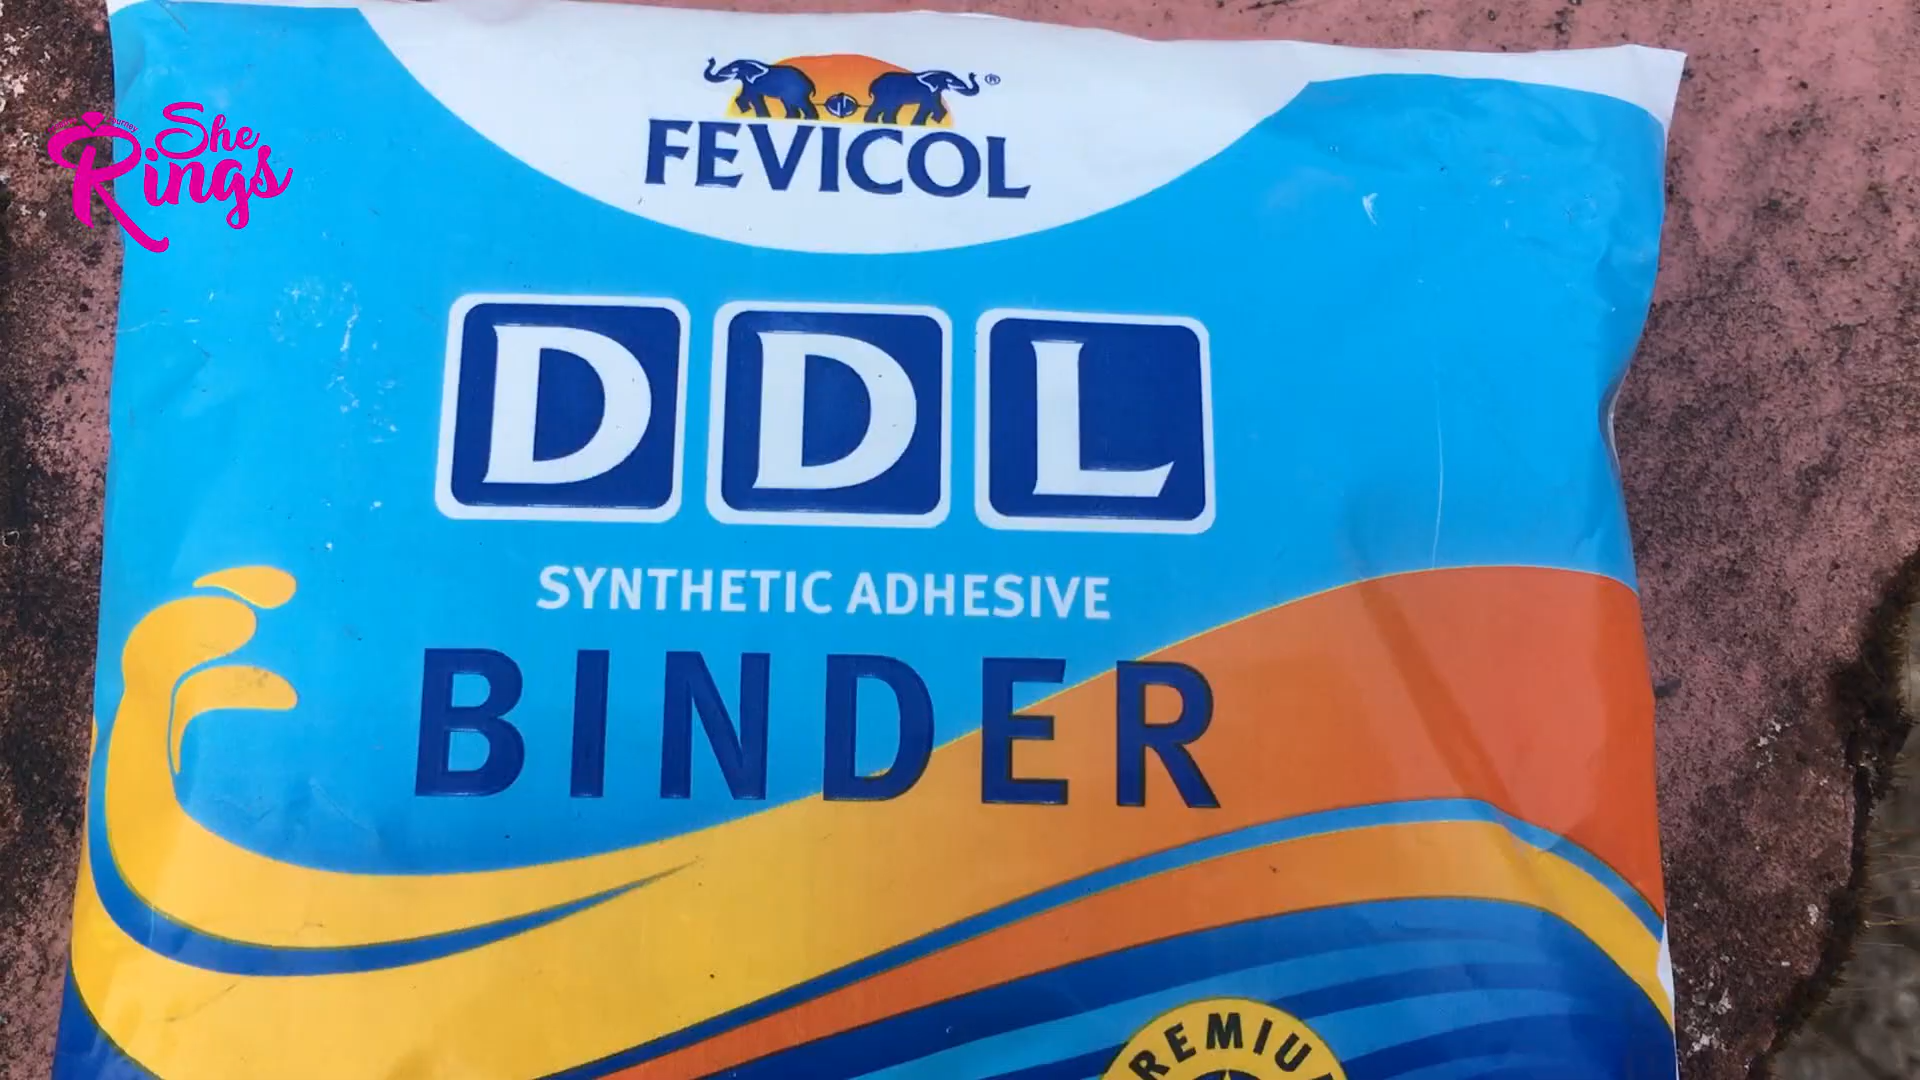 She
Rings
®
FEVICOL
DDL
SYNTHETIC ADHESIVE
BINDER